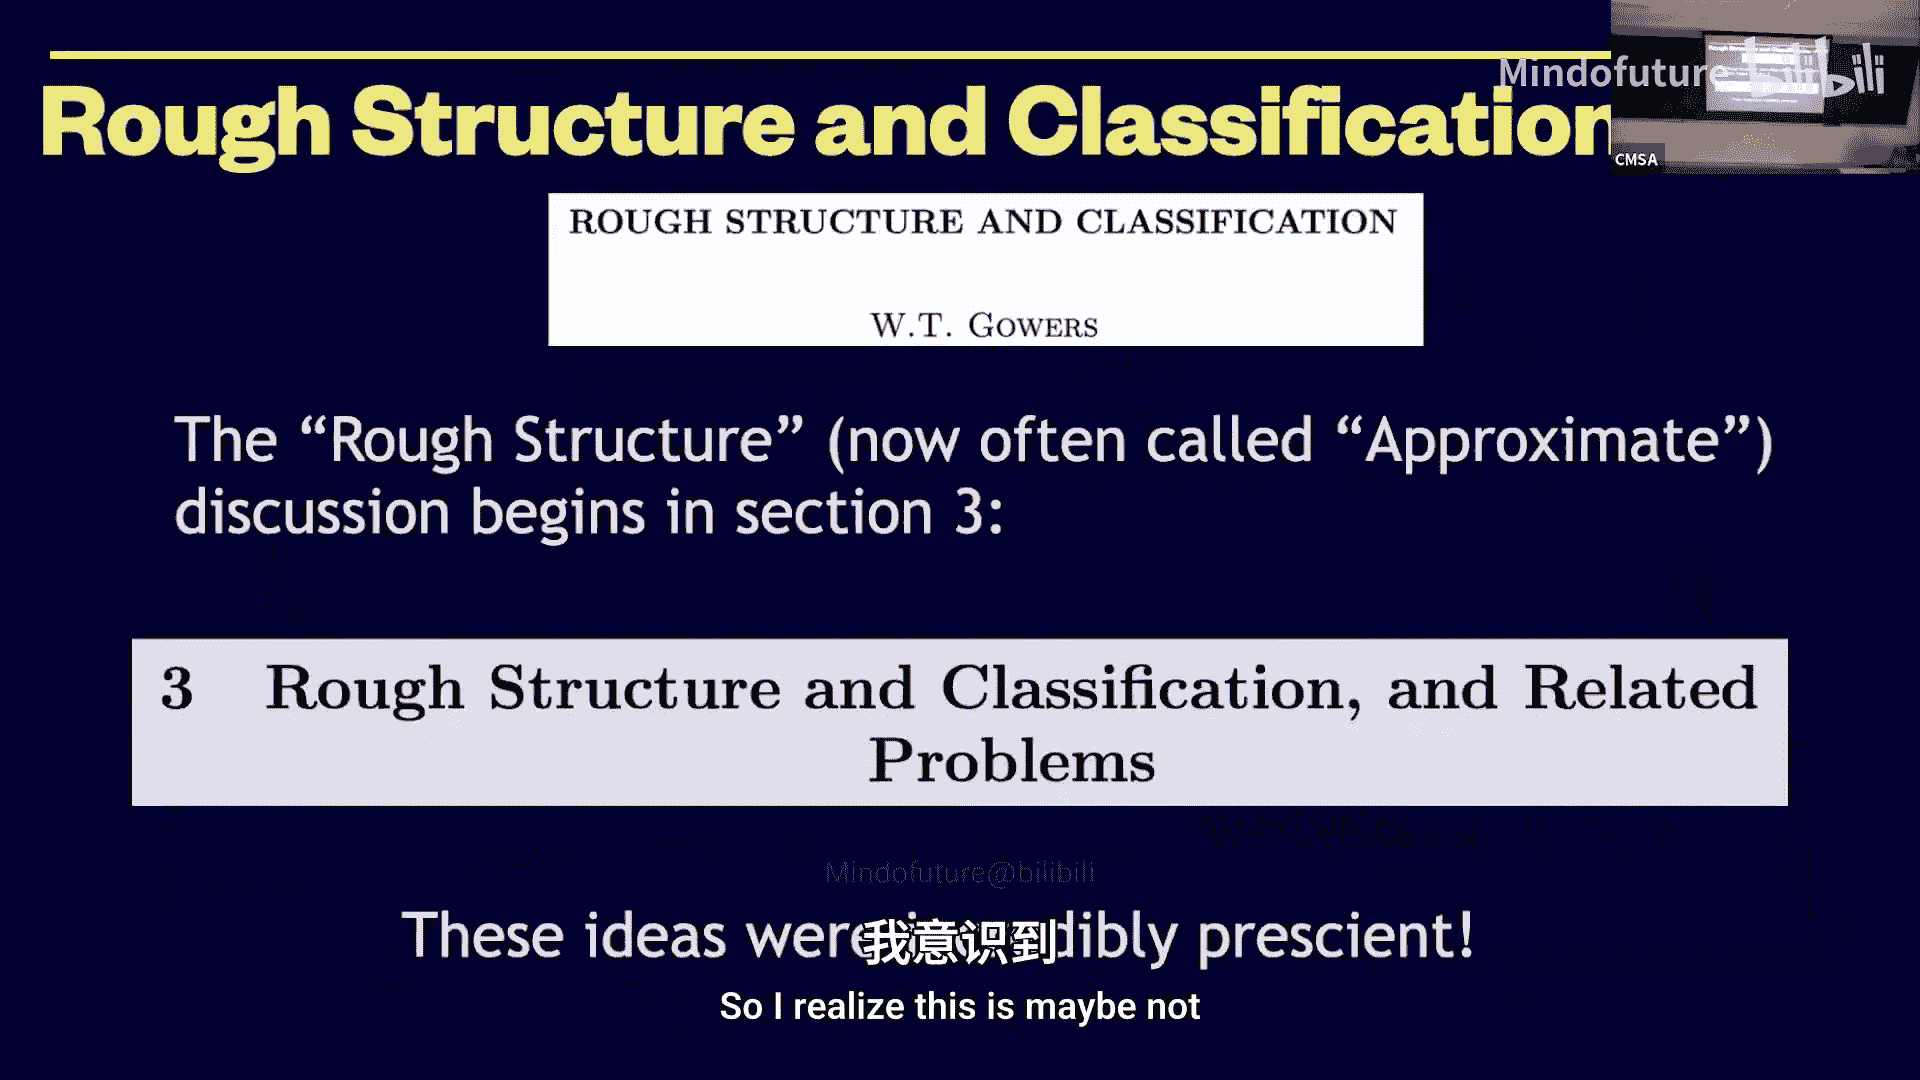 Mindofuture bilibili
Rough Structure and Classification
CMSA
ROUGH STRUCTURE AND CLASSIFICATION
W.T. GOWERS
The “Rough Structure” (now often called “Approximate”)
discussion begins in section 3:
3 Rough Structure and Classification, and Related
Problems
Mindofuture@bilibili
These ideas were prescient!
我意识到
So I realize this is maybe not